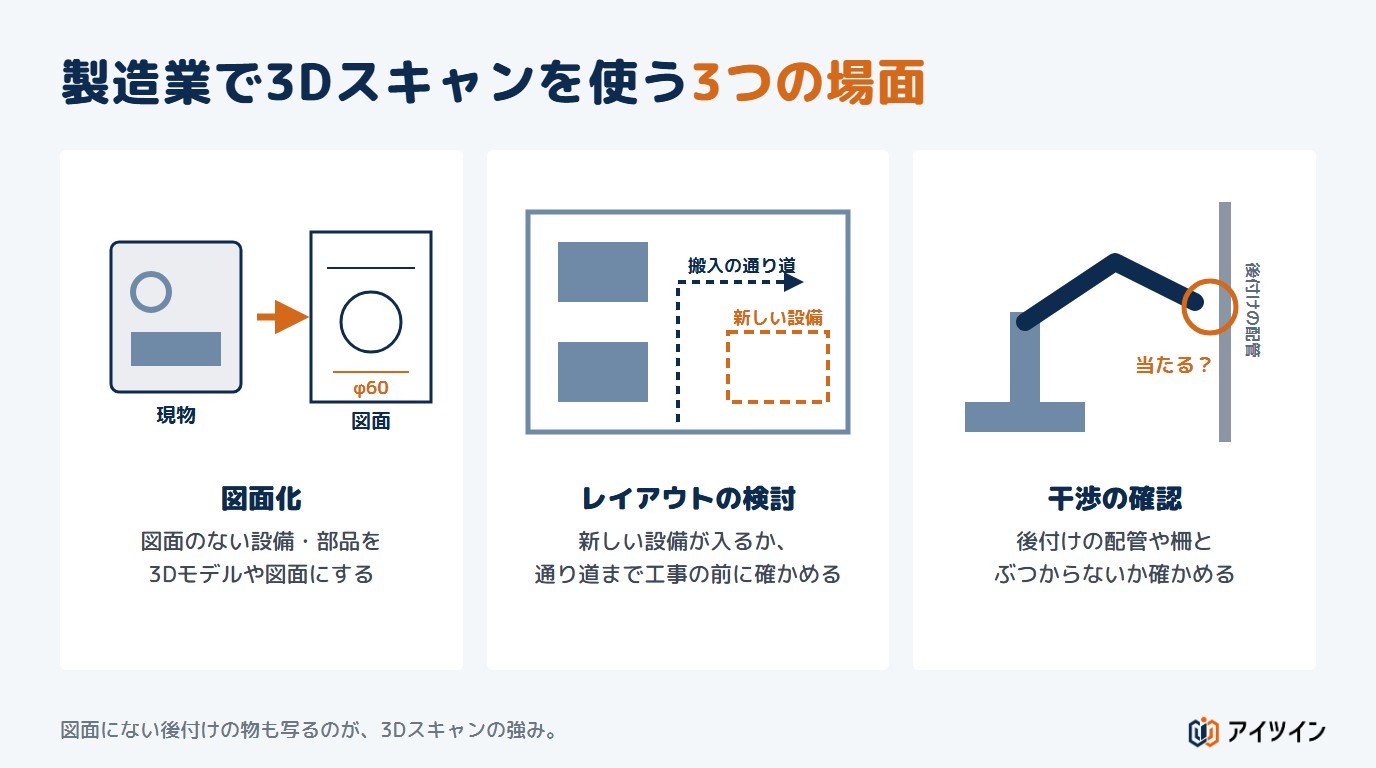 製造業で3Dスキャンを使う3つの場面
現物
φ60
図面
図面化
図面のない設備・部品を
3Dモデルや図面にする
搬入の通り道
新しい設備
レイアウトの検討
新しい設備が入るか、
通り道まで工事の前に確かめる
後付けの配管
当たる？
干渉の確認
後付けの配管や柵と
ぶつからないか確かめる
図面にない後付けの物も写るのが、3Dスキャンの強み。
アイツイン